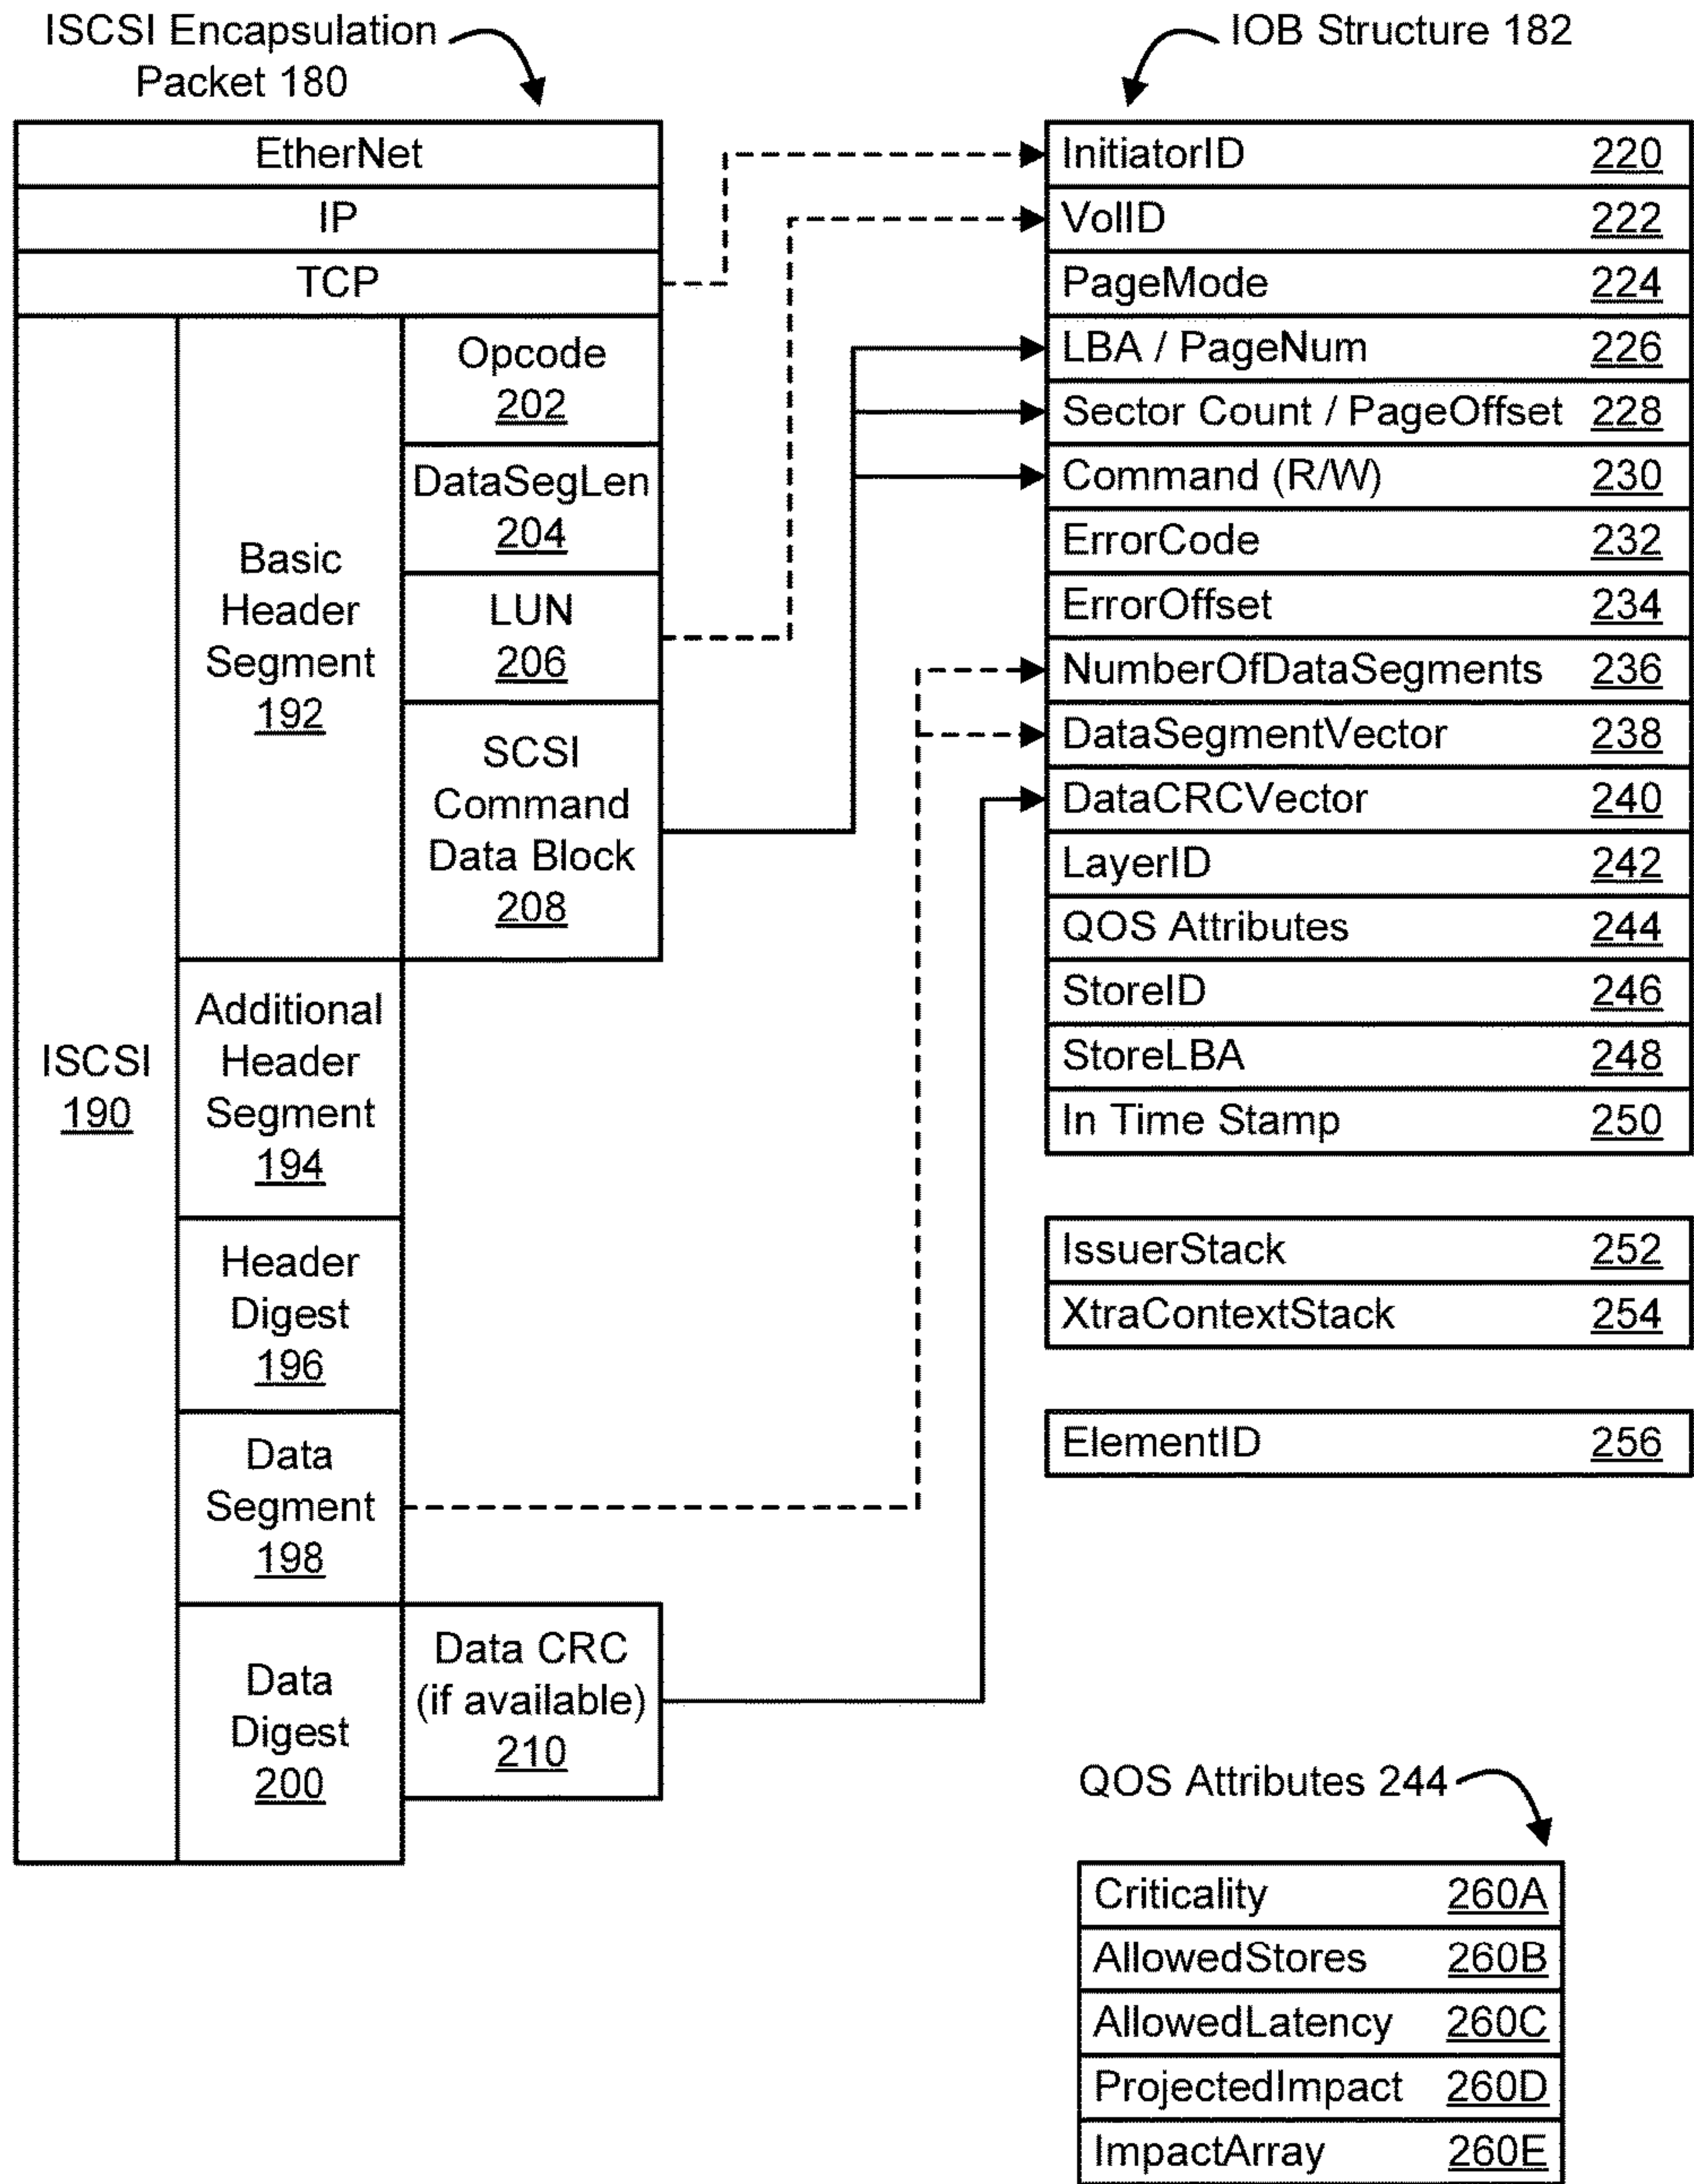 ISCSI Encapsulation
Packet 180
EtherNet
IP
TCP
ISCSI
190
Basic
Header
Segment
192
Opcode
202
DataSegLen
204
LUN
206
SCSI
Command
Data Block
208
Additional
Header
Segment
194
Header
Digest
196
Data
Segment
198
Data
Digest
200
Data CRC
(if available)
210
IOB Structure 182
InitiatorID 220
VolID 222
PageMode 224
LBA / PageNum 226
Sector Count / PageOffset 228
Command (R/W) 230
ErrorCode 232
ErrorOffset 234
NumberOfDataSegments 236
DataSegmentVector 238
DataCRCVector 240
LayerID 242
QOS Attributes 244
StoreID 246
StoreLBA 248
In Time Stamp 250
IssuerStack 252
XtraContextStack 254
ElementID 256
QOS Attributes 244
Criticality 260A
AllowedStores 260B
AllowedLatency 260C
ProjectedImpact 260D
ImpactArray 260E